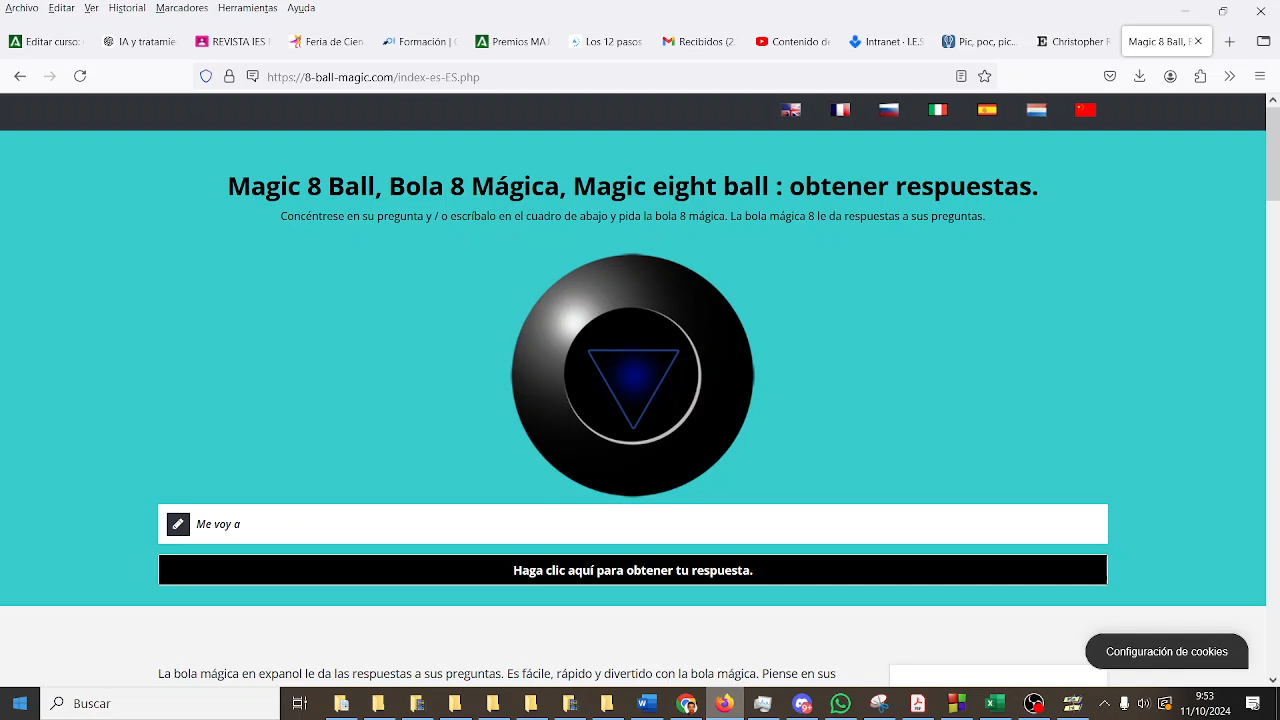 Archivo Editar Ver Historial Marcadores Herramientas Ayuda
Editar curso: IA y tratamie REVISTA IES I Feria de Cien Formación | C Premios MAJ Los 12 pasos Recibidos (2. Contenido de Intranet - I.E.S Pic, poc, pic... Christopher R Magic 8 Ball, E
https://8-ball-magic.com/index-es-ES.php
Magic 8 Ball, Bola 8 Mágica, Magic eight ball : obtener respuestas.
Concéntrese en su pregunta y / o escríbalo en el cuadro de abajo y pida la bola 8 mágica. La bola mágica 8 le da respuestas a sus preguntas.
Me voy a
Haga clic aquí para obtener tu respuesta.
Configuración de cookies
La bola mágica en expanol le da las respuestas a sus preguntas. Es fácile, rápido y divertido con la bola mágica. Piense en sus
Buscar
9:53
11/10/2024